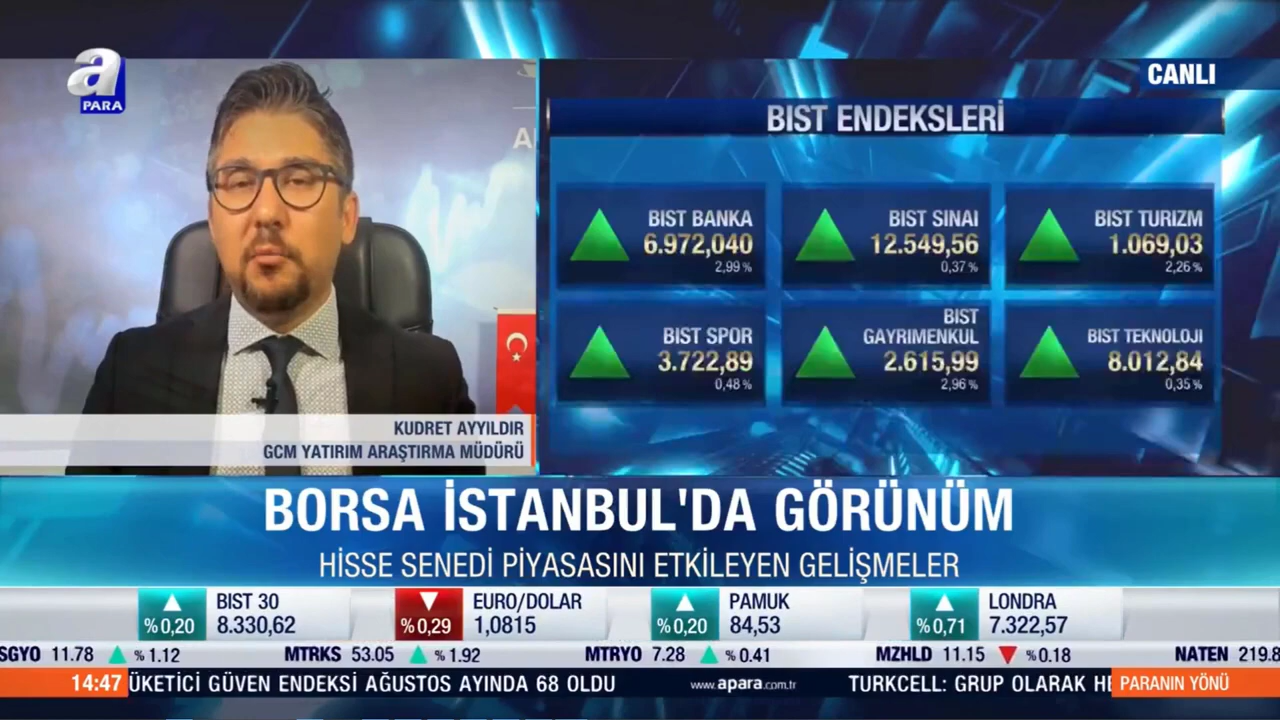 a
PARA
CANLI
BIST ENDEKSLERİ
BIST BANKA
6.972,040
2,99 %
BIST SINAI
12.549,56
0,37 %
BIST TURIZM
1.069,03
2,26 %
BIST SPOR
3.722,89
0,48 %
BIST
GAYRIMENKUL
2.615,99
2,96 %
BIST TEKNOLOJI
8.012,84
0,35 %
KUDRET AYYILDIR
GCM YATIRIM ARAŞTIRMA MÜDÜRÜ
BORSA İSTANBUL'DA GÖRÜNÜM
HİSSE SENEDİ PİYASASINI ETKİLEYEN GELİŞMELER
% 0,20 BIST 30 8.330,62
% 0,29 EURO/DOLAR 1,0815
% 0,20 PAMUK 84,53
% 0,71 LONDRA 7.322,57
SGYO 11.78 % 1.12 MTRKS 53.05 % 1.92 MTRYO 7.28 % 0.41 MZHLD 11.15 % 0.18 NATEN 219.8
14:47 ÜKETİCİ GÜVEN ENDEKSİ AĞUSTOS AYINDA 68 OLDU www.apara.com.tr TURKCELL: GRUP OLARAK HE PARANIN YÖNÜ